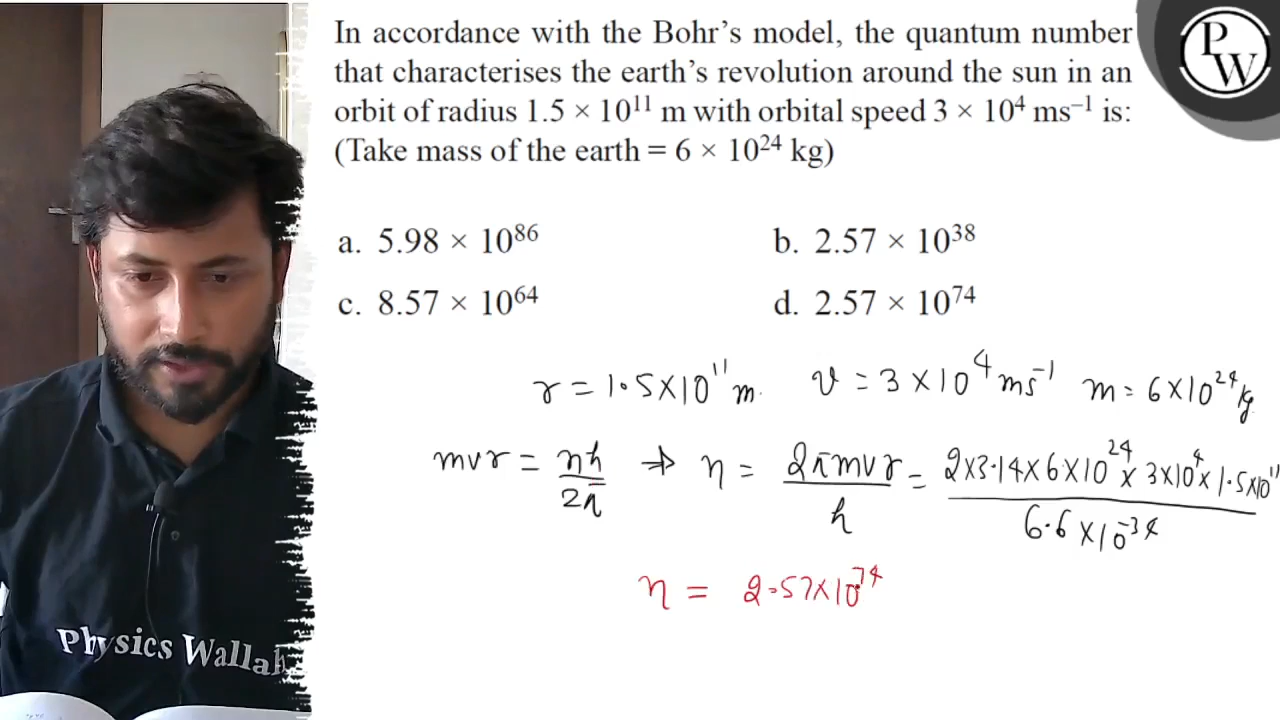 In accordance with the Bohr's model, the quantum number
that characterises the earth's revolution around the sun in an
orbit of radius 1.5 × 10¹¹ m with orbital speed 3 × 10⁴ ms⁻¹ is:
(Take mass of the earth = 6 × 10²⁴ kg)
a. 5.98 × 10⁸⁶ b. 2.57 × 10³⁸
c. 8.57 × 10⁶⁴ d. 2.57 × 10⁷⁴
r = 1.5×10¹¹ m. v = 3×10⁴ ms⁻¹ m = 6×10²⁴ kg
mvr = nh/2π ⇒ n = 2πmvr/h = 2×3.14×6×10²⁴×3×10⁴×1.5×10¹¹/6.6×10⁻³⁴
n = 2.57×10⁷⁴
PW
Physics Wallah